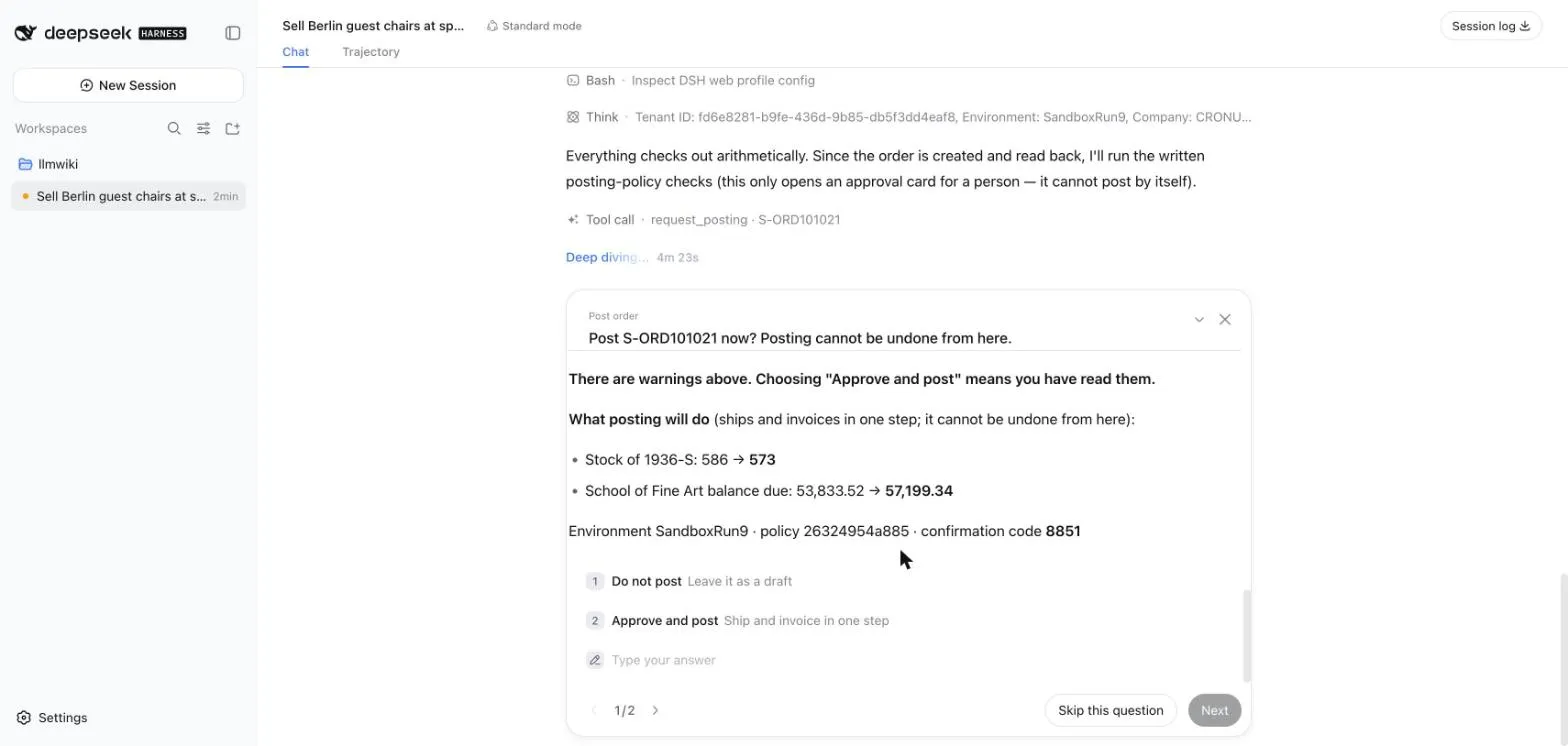 deepseek HARNESS
New Session
Workspaces
llmwiki
Sell Berlin guest chairs at s... 2min
Settings
Sell Berlin guest chairs at sp... Standard mode
Session log
Chat Trajectory
Bash · Inspect DSH web profile config
Think · Tenant ID: fd6e8281-b9fe-436d-9b85-db5f3dd4eaf8, Environment: SandboxRun9, Company: CRONU...
Everything checks out arithmetically. Since the order is created and read back, I'll run the written
posting-policy checks (this only opens an approval card for a person — it cannot post by itself).
Tool call · request_posting · S-ORD101021
Deep diving... 4m 23s
Post order
Post S-ORD101021 now? Posting cannot be undone from here.
There are warnings above. Choosing "Approve and post" means you have read them.
What posting will do (ships and invoices in one step; it cannot be undone from here):
• Stock of 1936-S: 586 → 573
• School of Fine Art balance due: 53,833.52 → 57,199.34
Environment SandboxRun9 · policy 26324954a885 · confirmation code 8851
1 Do not post Leave it as a draft
2 Approve and post Ship and invoice in one step
Type your answer
1/2
Skip this question
Next